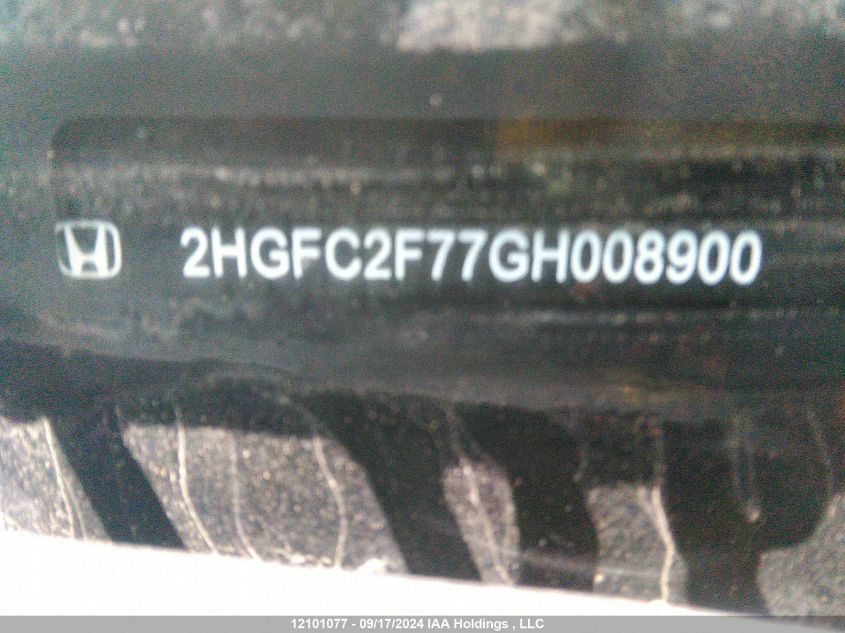 2HGFC2F77GH008900
12101077 - 09/17/2024 IAA Holdings , LLC